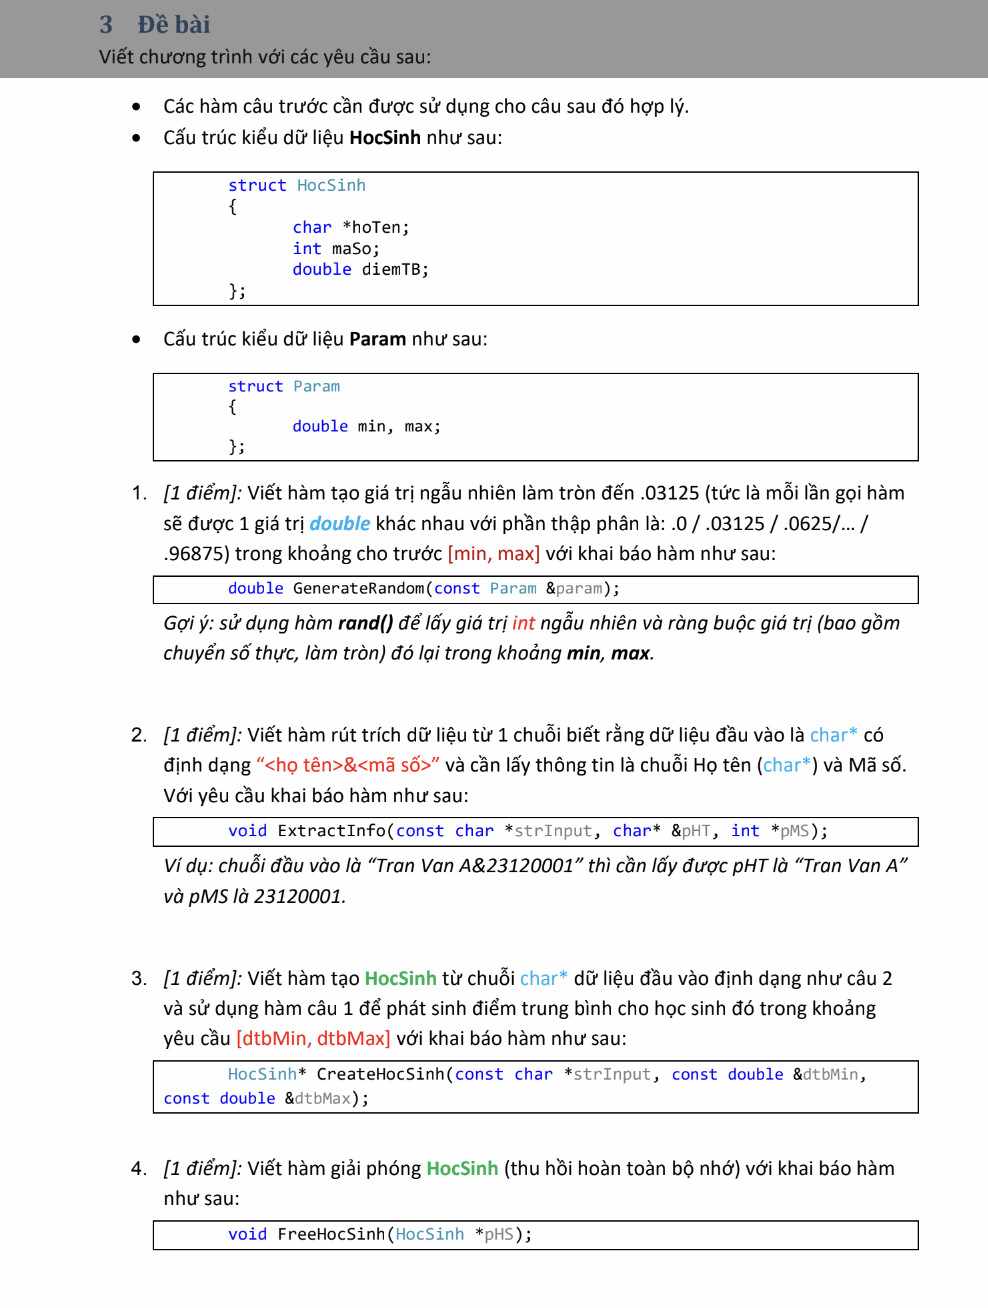 3 Đề bài
Viết chương trình với các yêu cầu sau:
• Các hàm câu trước cần được sử dụng cho câu sau đó hợp lý.
• Cấu trúc kiểu dữ liệu HocSinh như sau:
struct HocSinh
{
char *hoTen;
int maSo;
double diemTB;
};
• Cấu trúc kiểu dữ liệu Param như sau:
struct Param
{
double min, max;
};
1. [1 điểm]: Viết hàm tạo giá trị ngẫu nhiên làm tròn đến .03125 (tức là mỗi lần gọi hàm
sẽ được 1 giá trị double khác nhau với phần thập phân là: .0 / .03125 / .0625/... /
.96875) trong khoảng cho trước [min, max] với khai báo hàm như sau:
double GenerateRandom(const Param &param);
Gợi ý: sử dụng hàm rand() để lấy giá trị int ngẫu nhiên và ràng buộc giá trị (bao gồm
chuyển số thực, làm tròn) đó lại trong khoảng min, max.
2. [1 điểm]: Viết hàm rút trích dữ liệu từ 1 chuỗi biết rằng dữ liệu đầu vào là char* có
định dạng “<họ tên>&<mã số>” và cần lấy thông tin là chuỗi Họ tên (char*) và Mã số.
Với yêu cầu khai báo hàm như sau:
void ExtractInfo(const char *strInput, char* &pHT, int *pMS);
Ví dụ: chuỗi đầu vào là “Tran Van A&23120001” thì cần lấy được pHT là “Tran Van A”
và pMS là 23120001.
3. [1 điểm]: Viết hàm tạo HocSinh từ chuỗi char* dữ liệu đầu vào định dạng như câu 2
và sử dụng hàm câu 1 để phát sinh điểm trung bình cho học sinh đó trong khoảng
yêu cầu [dtbMin, dtbMax] với khai báo hàm như sau:
HocSinh* CreateHocSinh(const char *strInput, const double &dtbMin,
const double &dtbMax);
4. [1 điểm]: Viết hàm giải phóng HocSinh (thu hồi hoàn toàn bộ nhớ) với khai báo hàm
như sau:
void FreeHocSinh(HocSinh *pHS);